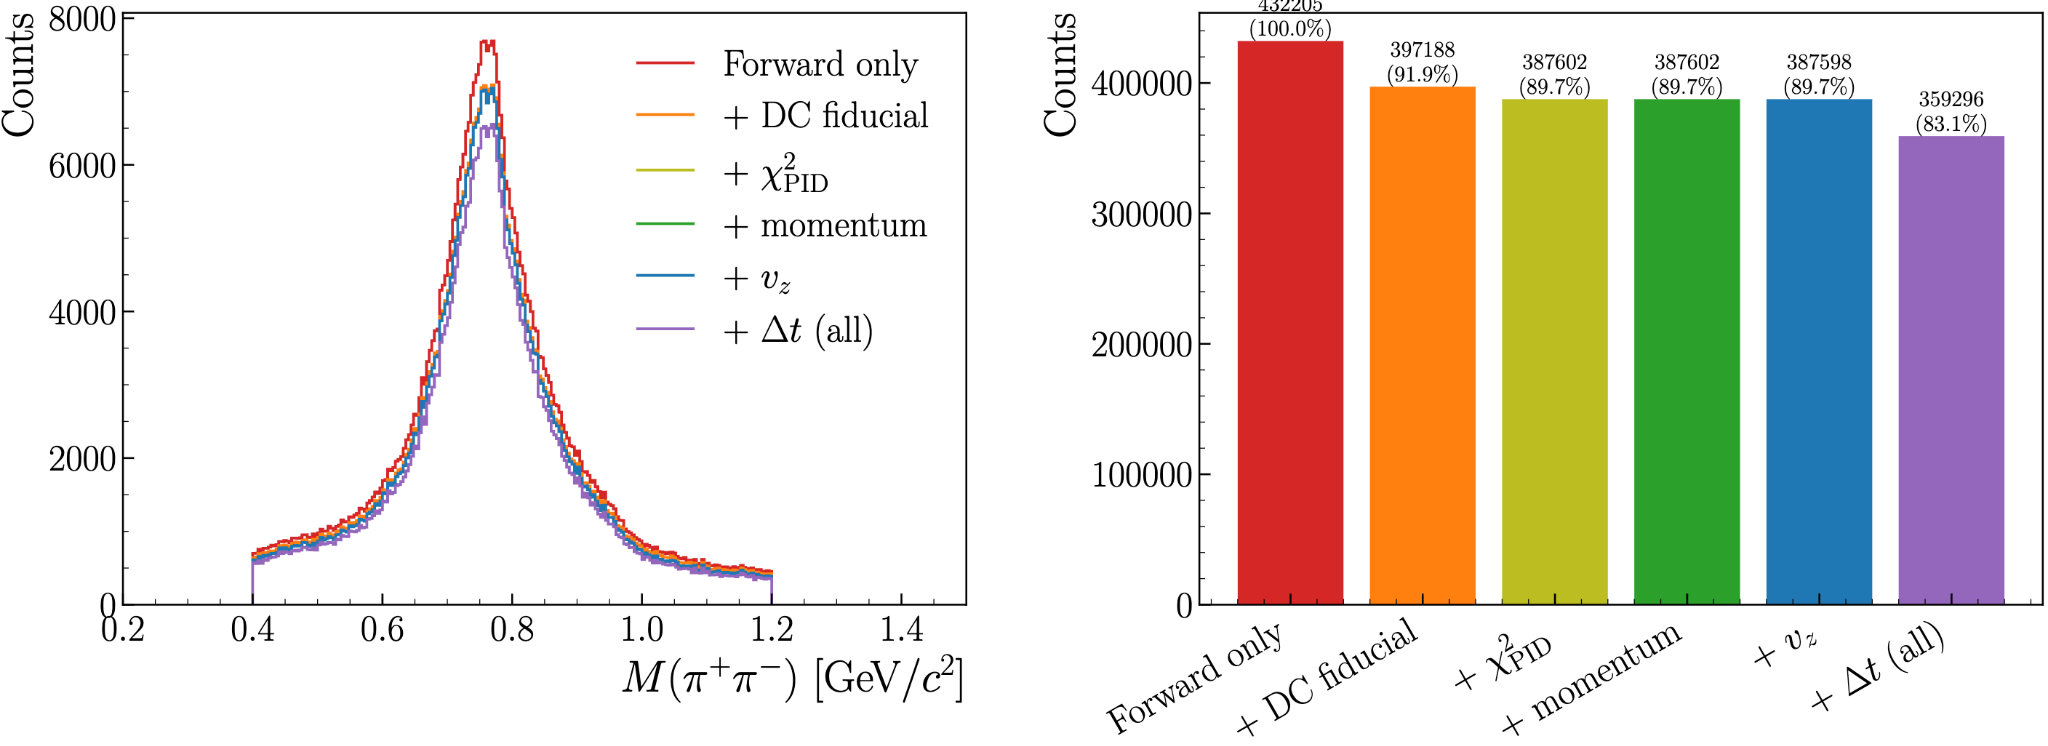 Counts
8000
6000
4000
2000
0
0.2 0.4 0.6 0.8 1.0 1.2 1.4
M(π⁺π⁻) [GeV/c²]
Forward only
+ DC fiducial
+ χ²PID
+ momentum
+ v_z
+ Δt (all)
Counts
400000
300000
200000
100000
0
432205
(100.0%)
397188
(91.9%)
387602
(89.7%)
387602
(89.7%)
387598
(89.7%)
359296
(83.1%)
Forward only
+ DC fiducial
+ χ²PID
+ momentum
+ v_z
+ Δt (all)